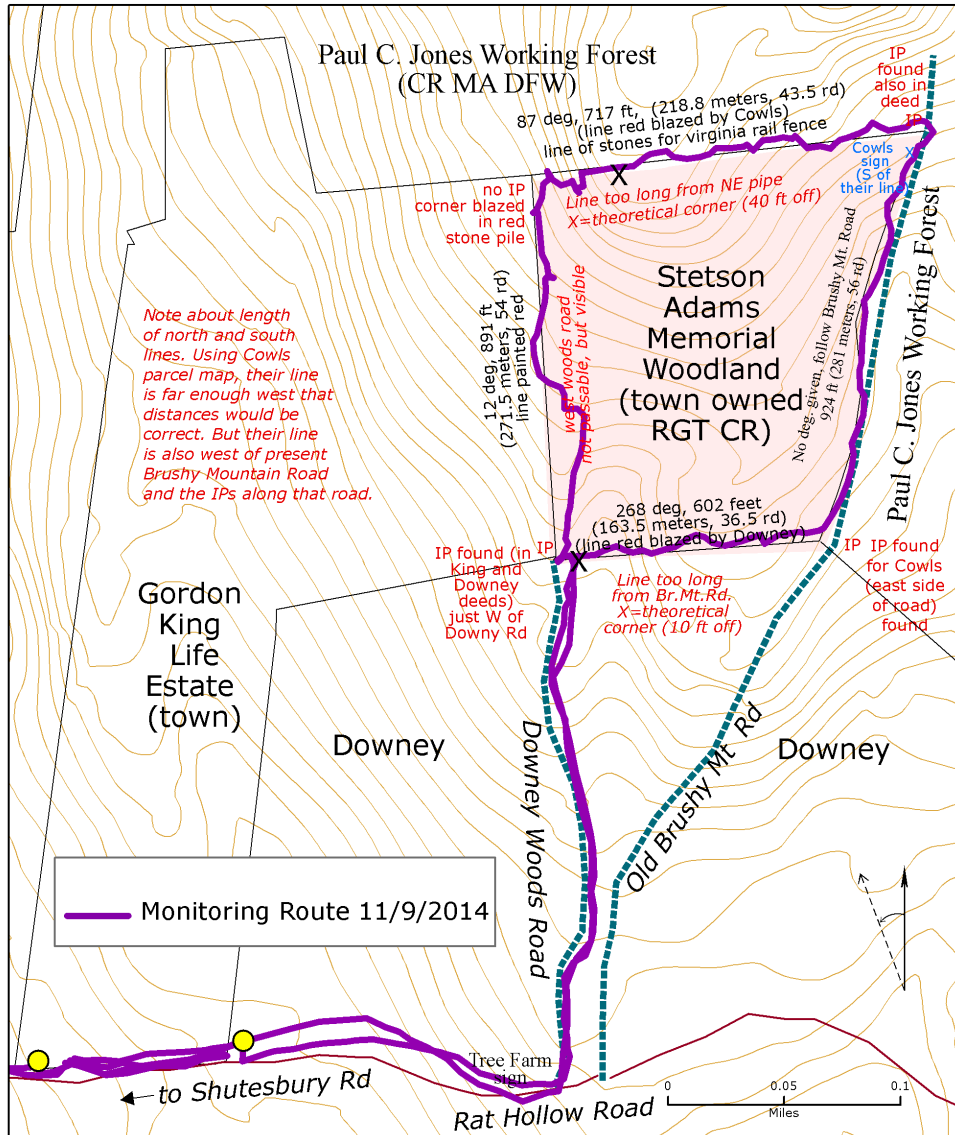 Paul C. Jones Working Forest
(CR MA DFW)
IP
found
also in
deed
IP
87 deg, 717 ft, (218.8 meters, 43.5 rd)
(line red blazed by Cowls)
line of stones for virginia rail fence
Cowls
sign
(S of
their line)
X
X
no IP
corner blazed
in red
stone pile
Line too long from NE pipe
X=theoretical corner (40 ft off)
Paul C. Jones Working Forest
Stetson
Adams
Memorial
Woodland
(town owned
RGT CR)
No deg. given, follow Brushy Mt. Road
924 ft (281 meters, 56 rd)
712 deg, 891 ft
(271.5 meters, 54 rd)
line painted red
west woods road
not passable, but visible
Note about length
of north and south
lines. Using Cowls
parcel map, their line
is far enough west that
distances would be
correct. But their line
is also west of present
Brushy Mountain Road
and the IPs along that road.
268 deg, 602 feet
(163.5 meters, 36.5 rd)
(line red blazed by Downey)
IP found (in
King and
Downey
deeds)
just W of
Downy Rd
IP
X
Line too long
from Br.Mt.Rd.
X=theoretical
corner (10 ft off)
IP
IP found
for Cowls
(east side
of road)
found
Gordon
King
Life
Estate
(town)
Downey
Downey Woods Road
Old Brushy Mt Rd
Downey
Monitoring Route 11/9/2014
Tree Farm
sign
to Shutesbury Rd
Rat Hollow Road
0
0.05
0.1
Miles